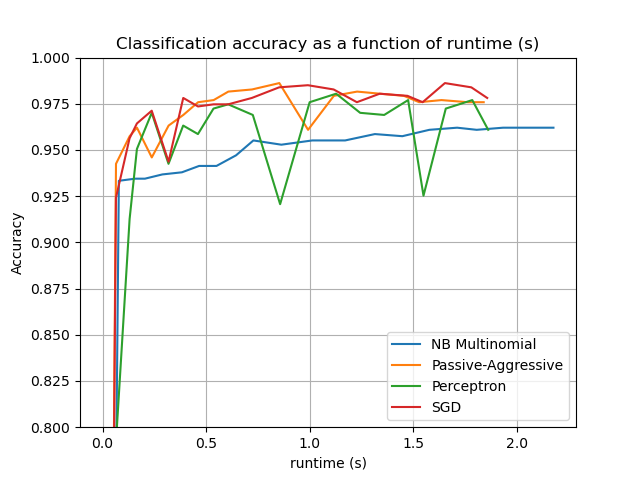 Classification accuracy as a function of runtime (s)
1.000
0.975
0.950
0.925
0.900
0.875
0.850
0.825
0.800
Accuracy
NB Multinomial
Passive-Aggressive
Perceptron
SGD
0.0 0.5 1.0 1.5 2.0
runtime (s)